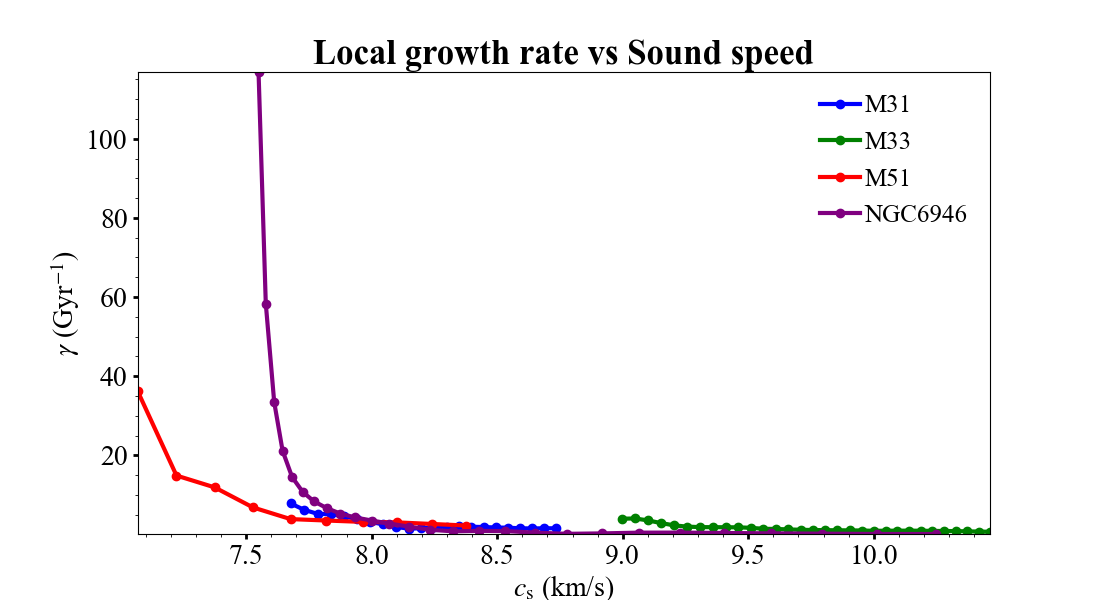 Local growth rate vs Sound speed
M31
M33
M51
NGC6946
100
80
60
40
20
γ (Gyr⁻¹)
7.5 8.0 8.5 9.0 9.5 10.0
cₛ (km/s)